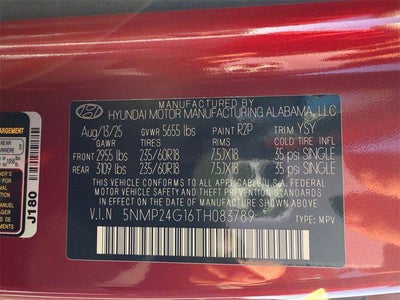 MANUFACTURED BY
HYUNDAI MOTOR MANUFACTURING ALABAMA, LLC
Aug/13/25 GVWR 5655 lbs PAINT R2P TRIM YSY
GAWR TIRES RIMS COLD TIRE INFL
FRONT 2955 lbs 235/60R18 7.5JX18 35 psi SINGLE
REAR 3109 lbs 235/60R18 7.5JX18 35 psi SINGLE
THIS VEHICLE CONFORMS TO ALL APPLICABLE U.S. FEDERAL
MOTOR VEHICLE SAFETY AND THEFT PREVENTION STANDARDS
IN EFFECT ON THE DATE OF MANUFACTURE SHOWN ABOVE.
V.I.N 5NMP24G16TH083789 TYPE: MPV
J180
REAR
5